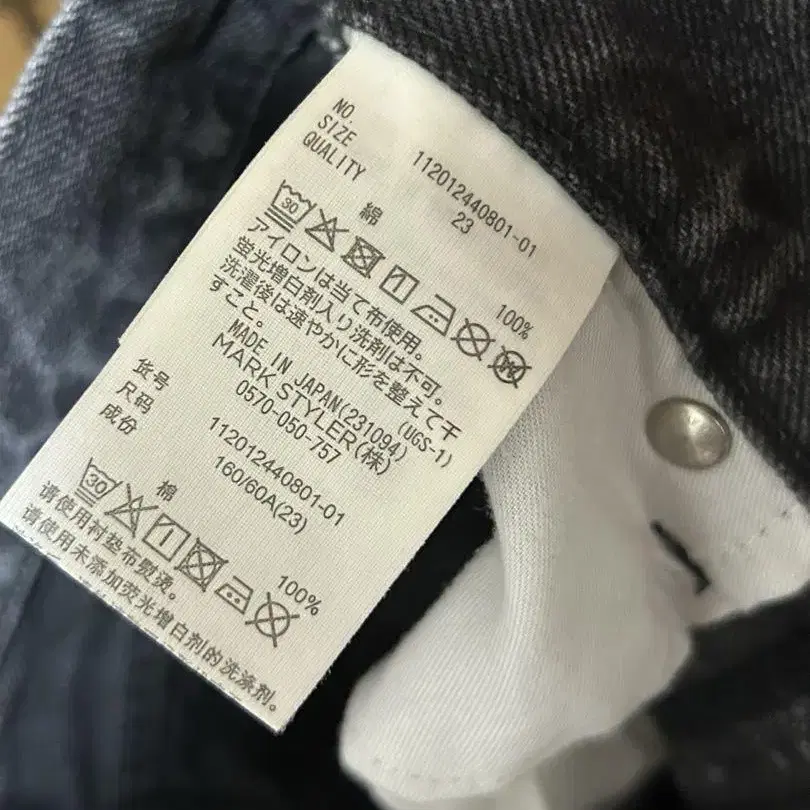 NO. 112012440801-01
SIZE 23
QUALITY
綿 100%
30
アイロンは当て布使用。
蛍光増白剤入り洗剤は不可。
洗濯後は速やかに形を整えて干
すこと。 (UGS-1)
MADE IN JAPAN(231094)
MARK STYLER(株)
0570-050-757
货号 112012440801-01
尺码 160/60A(23)
成份
棉 100%
30
请使用衬垫布熨烫。
请使用未添加荧光增白剂的洗涤剂。